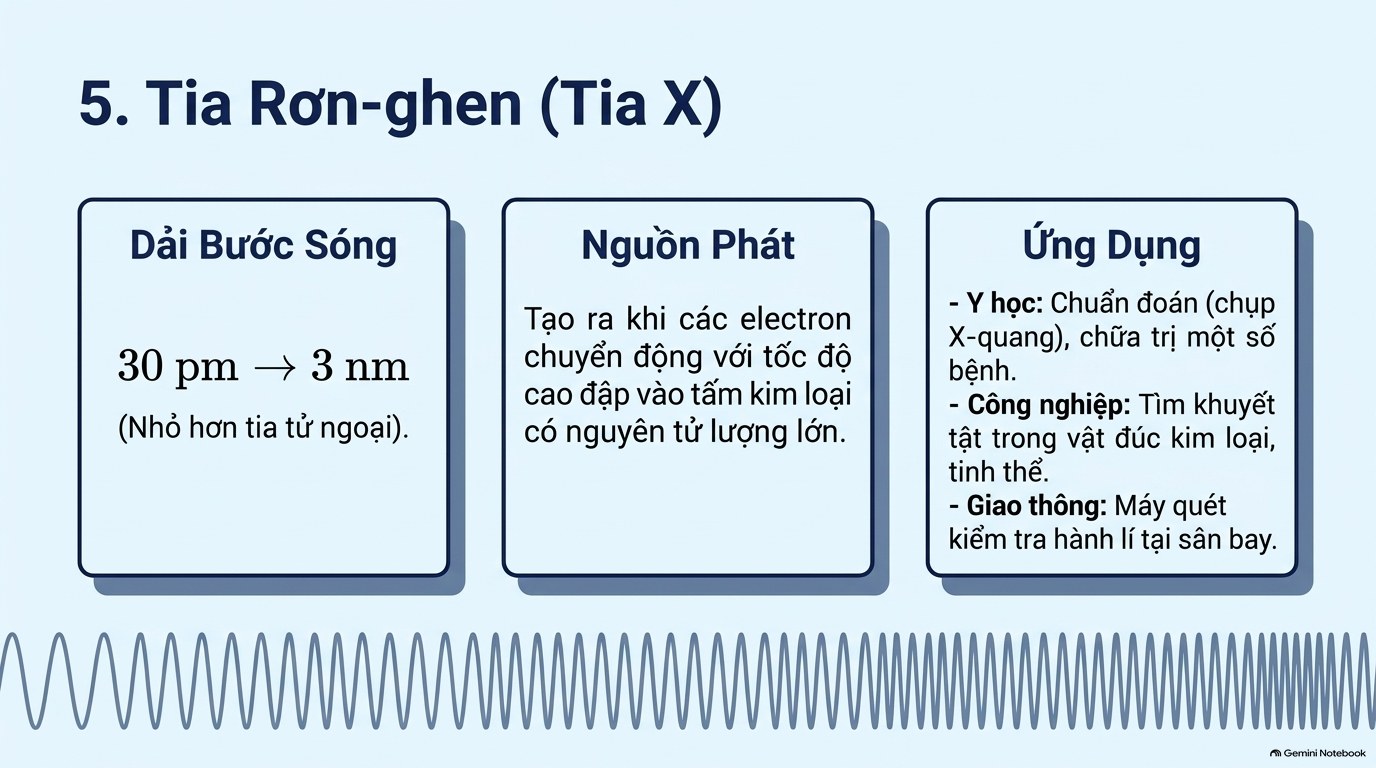 5. Tia Rơn-ghen (Tia X)
Dải Bước Sóng
30 pm → 3 nm
(Nhỏ hơn tia tử ngoại).
Nguồn Phát
Tạo ra khi các electron
chuyển động với tốc độ
cao đập vào tấm kim loại
có nguyên tử lượng lớn.
Ứng Dụng
- Y học: Chuẩn đoán (chụp
X-quang), chữa trị một số
bệnh.
- Công nghiệp: Tìm khuyết
tật trong vật đúc kim loại,
tinh thể.
- Giao thông: Máy quét
kiểm tra hành lí tại sân bay.
Gemini Notebook